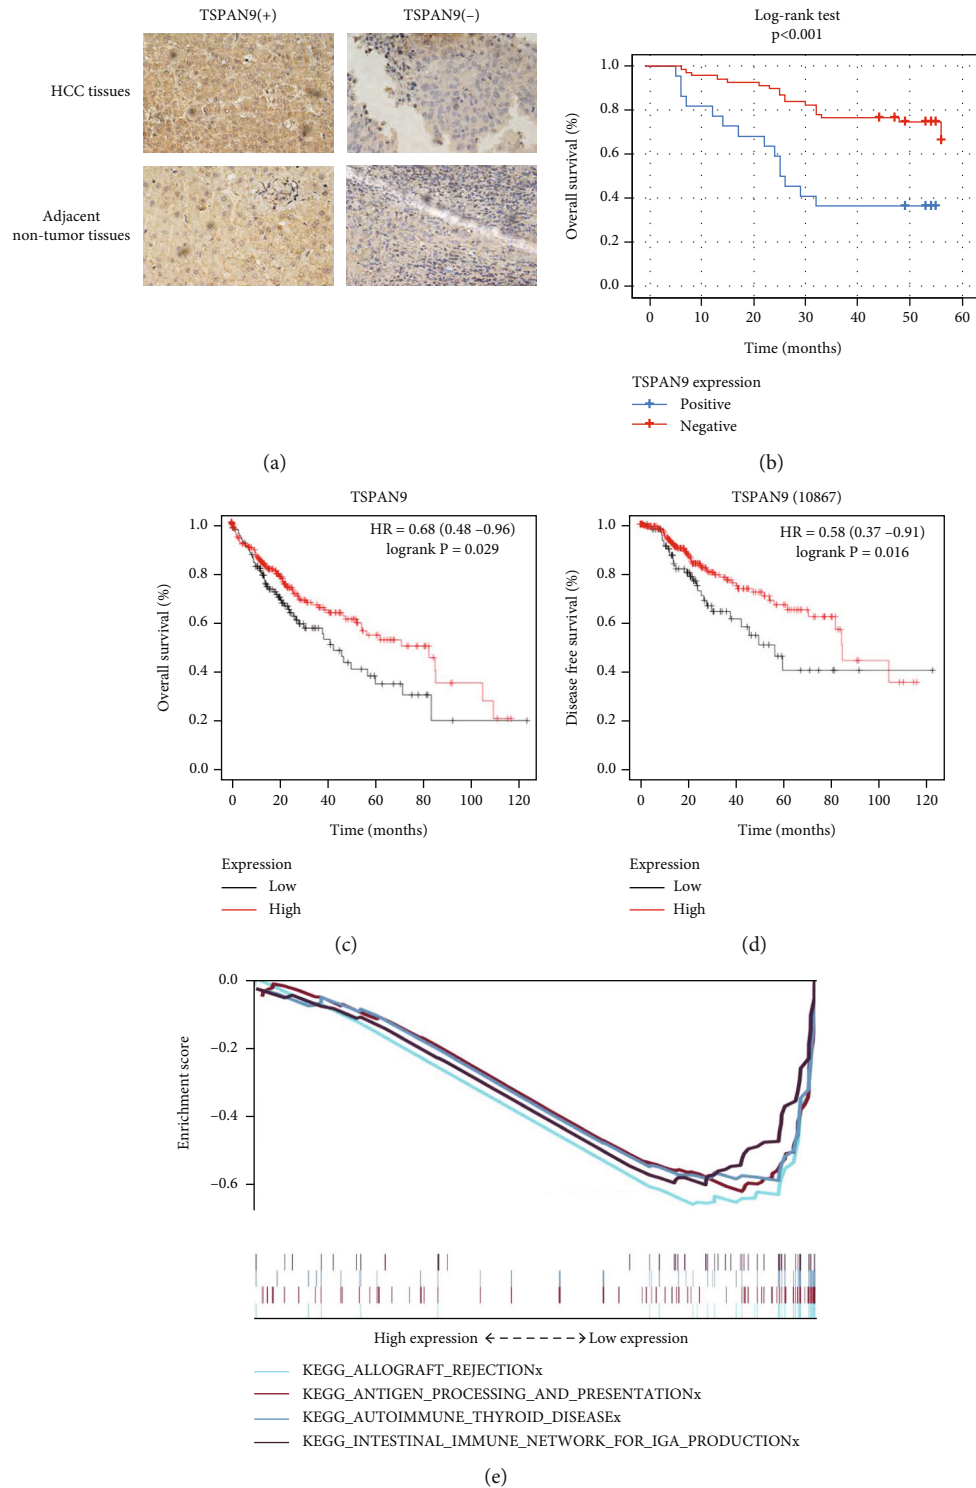 TSPAN9(+)
TSPAN9(–)
HCC tissues
Adjacent
non-tumor tissues
(a)
Log-rank test
p<0.001
Overall survival (%)
1.0
0.8
1.0
0.4
0.2
0.0
0
10
20
30
40
50
60
Time (months)
TSPAN9 expression
Positive
Negative
(b)
TSPAN9
HR = 0.68 (0.48 –0.96)
logrank P = 0.029
Overall survival (%)
1.0
0.8
0.6
0.4
0.2
0.0
0
20
40
60
80
100
120
Time (months)
Expression
Low
High
(c)
TSPAN9 (10867)
HR = 0.58 (0.37 –0.91)
logrank P = 0.016
Disease free survival (%)
1.0
0.8
0.6
0.4
0.2
0.0
0
20
40
60
80
100
120
Time (months)
Expression
Low
High
(d)
Enrichment score
0.0
–0.2
–0.4
–0.6
High expression
Low expression
KEGG_ALLOGRAFT_REJECTIONx
KEGG_ANTIGEN_PROCESSING_AND_PRESENTATIONx
KEGG_AUTOIMMUNE_THYROID_DISEASEx
KEGG_INTESTINAL_IMMUNE_NETWORK_FOR_IGA_PRODUCTIONx
(e)